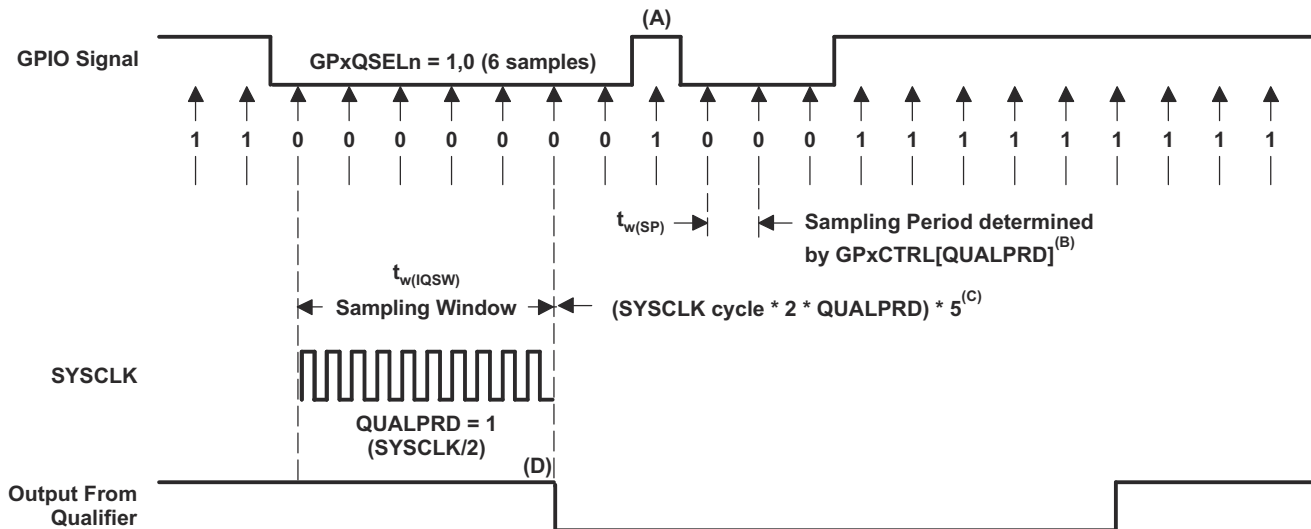 (A)
GPIO Signal
GPxQSELn = 1,0 (6 samples)
1 1 0 0 0 0 0 0 0 1 0 0 0 1 1 1 1 1 1 1 1 1
tw(SP)
Sampling Period determined
by GPxCTRL[QUALPRD](B)
tw(IQSW)
Sampling Window
(SYSCLK cycle * 2 * QUALPRD) * 5(C)
SYSCLK
QUALPRD = 1
(SYSCLK/2)
(D)
Output From
Qualifier